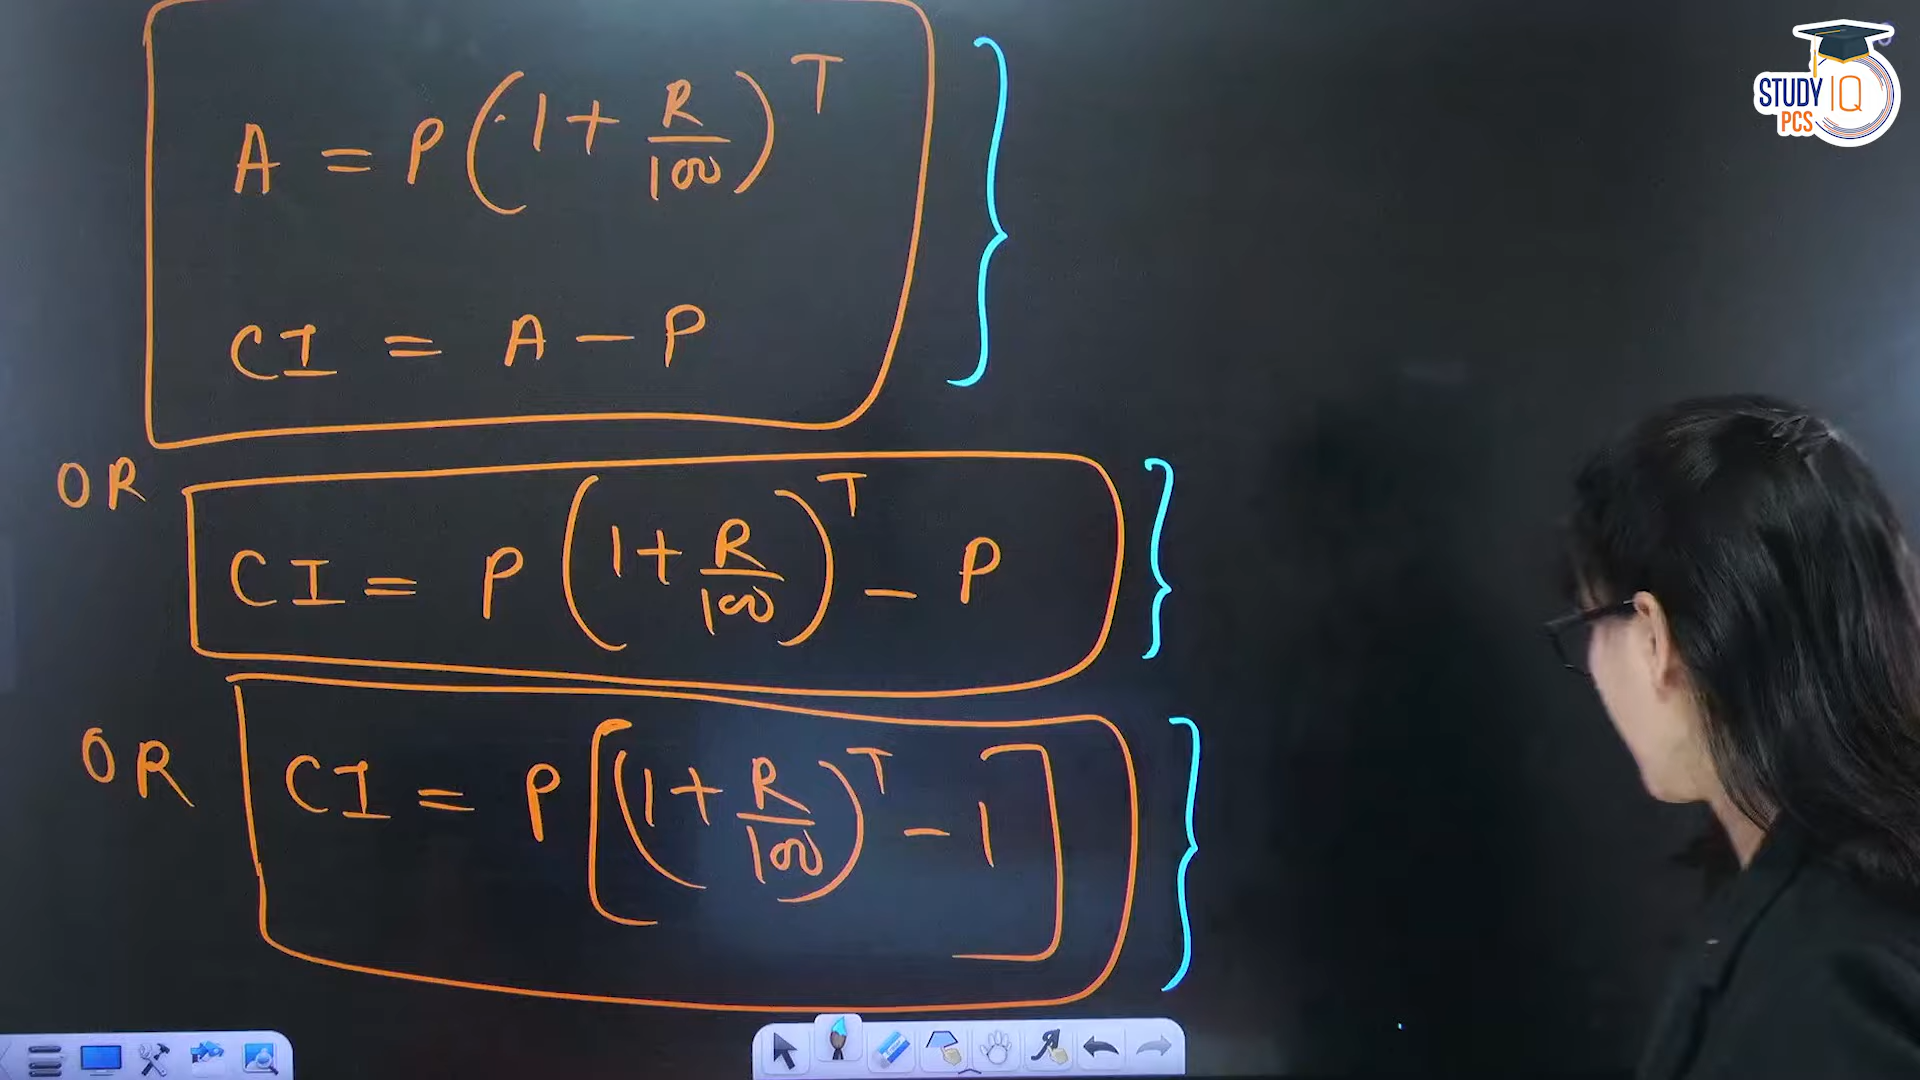 STUDY IQ
PCS
A = P(1 + R/100)^T
CI = A - P
OR
CI = P(1 + R/100)^T - P
OR
CI = P[(1 + R/100)^T - 1]